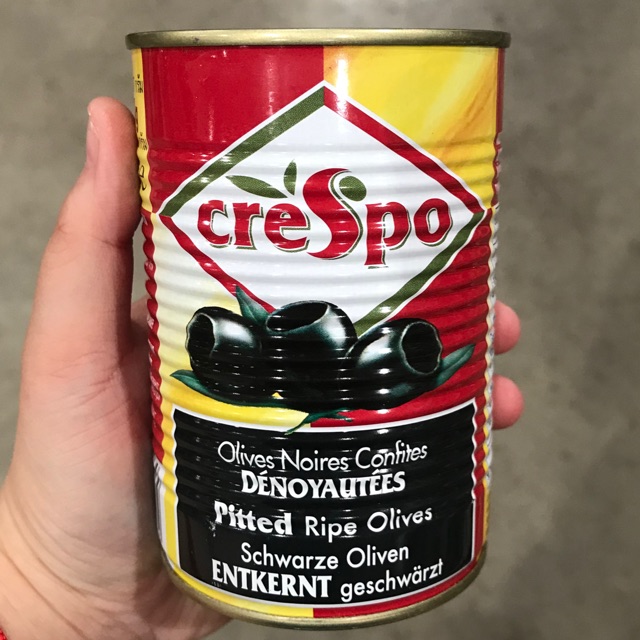 creSpo
Olives Noires Confites
DÉNOYAUTÉES
Pitted Ripe Olives
Schwarze Oliven
ENTKERNT geschwärzt